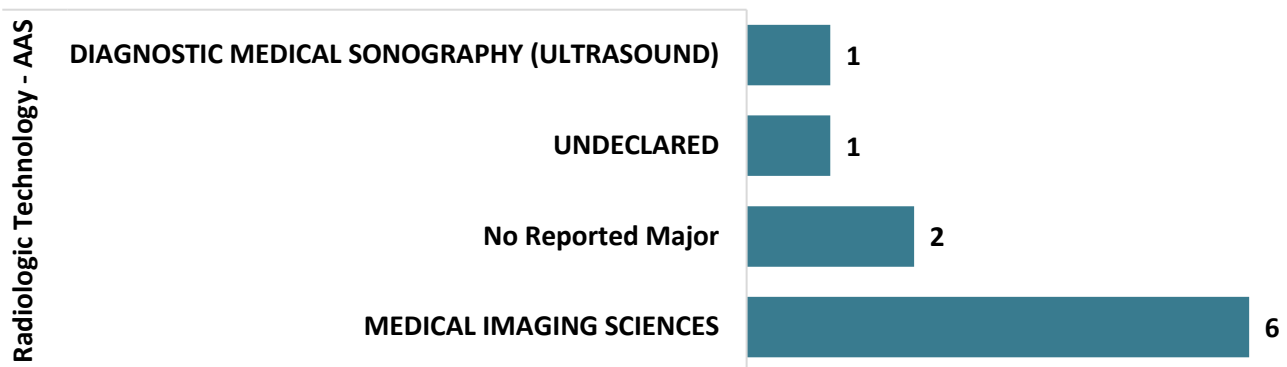 Radiologic Technology - AAS
DIAGNOSTIC MEDICAL SONOGRAPHY (ULTRASOUND) 1
UNDECLARED 1
No Reported Major 2
MEDICAL IMAGING SCIENCES 6